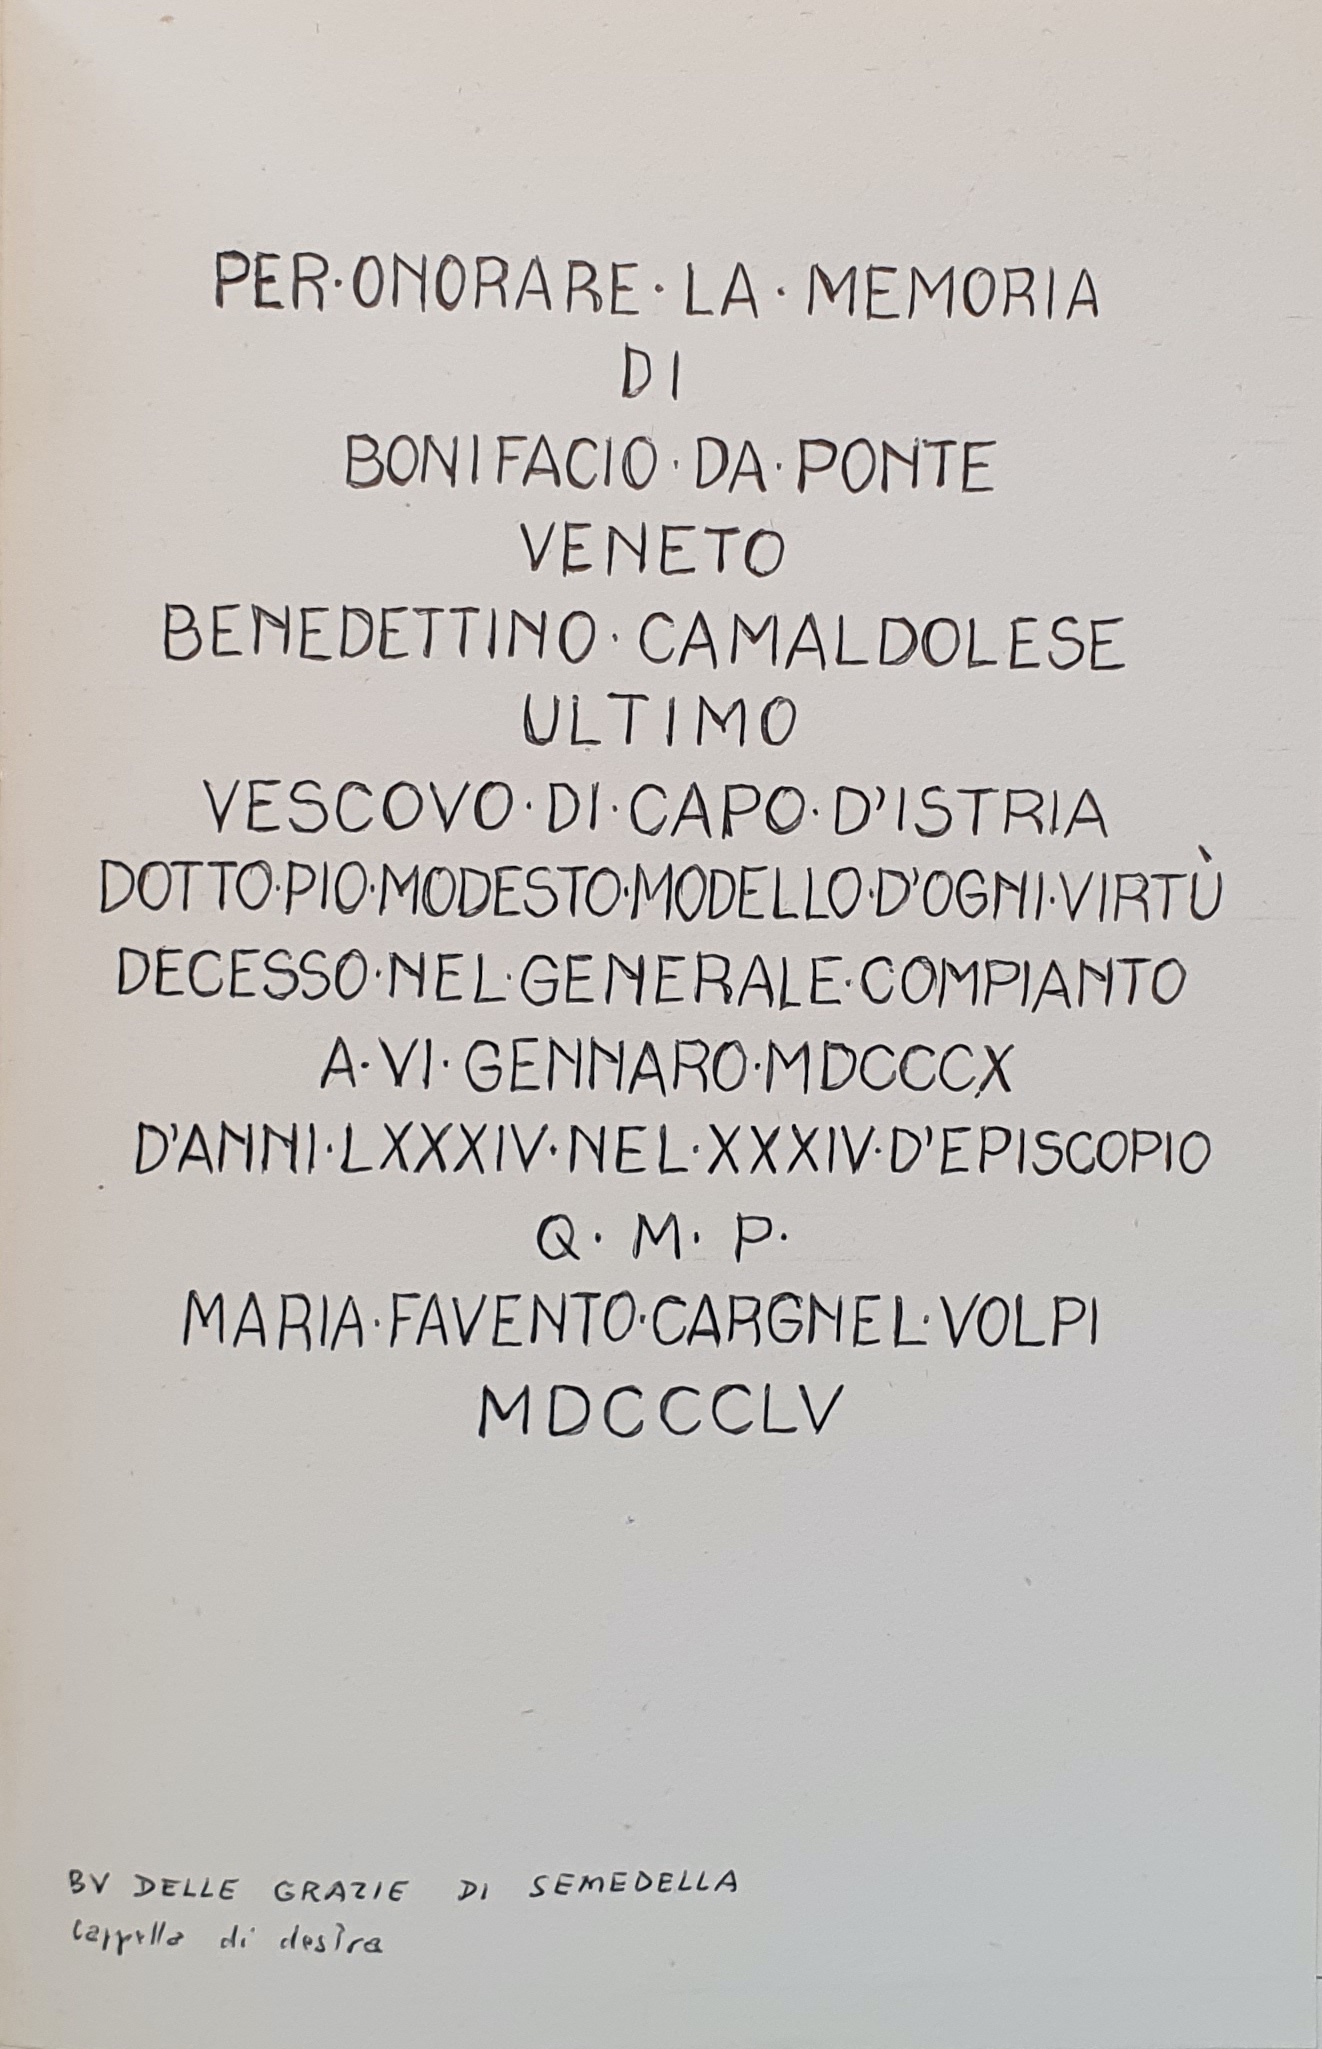 PER·ONORARE·LA·MEMORIA
DI
BONIFACIO·DA·PONTE
VENETO
BENEDETTINO·CAMALDOLESE
ULTIMO
VESCOVO·DI·CAPO·D'ISTRIA
DOTTO·PIO·MODESTO·MODELLO·D'OGNI·VIRTÙ
DECESSO·NEL·GENERALE·COMPIANTO
A·VI·GENNARO·MDCCCX
D'ANNI·LXXXIV·NEL·XXXIV·D'EPISCOPIO
Q. M. P.
MARIA·FAVENTO·CARGNEL·VOLPI
MDCCCLV
BV DELLE GRAZIE DI SEMEDELLA
Cappella di destra